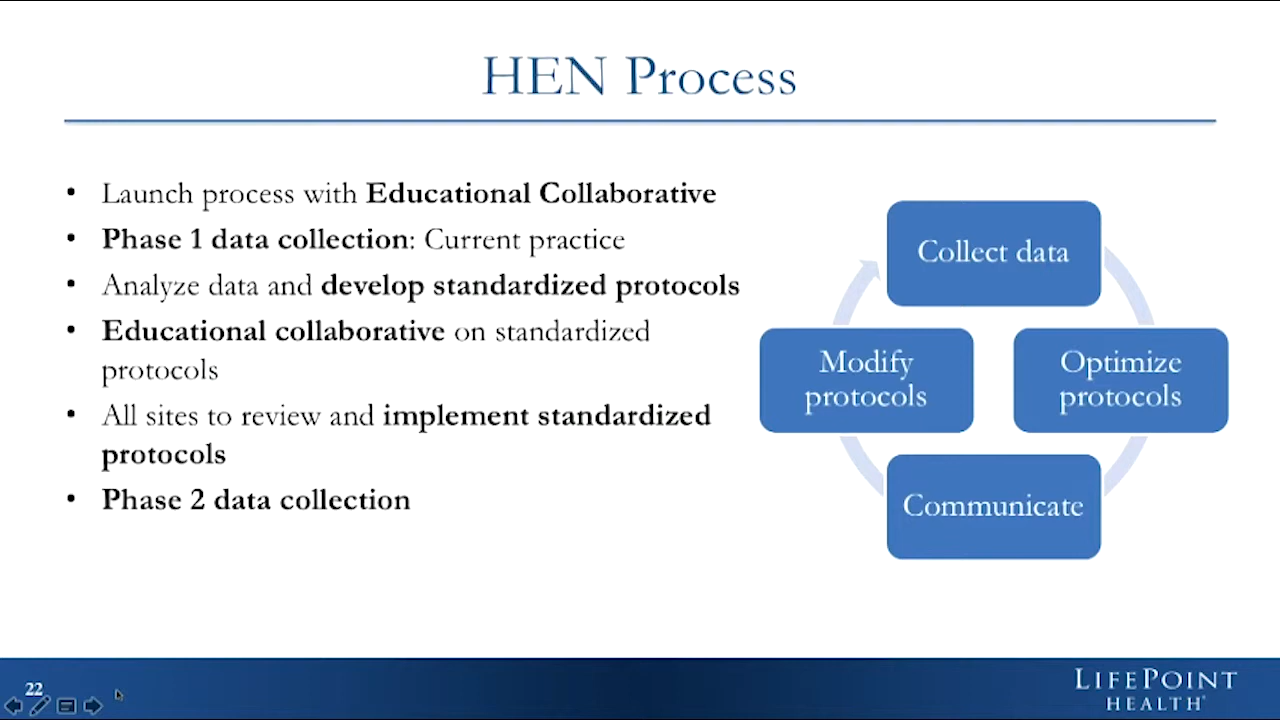 HEN Process
• Launch process with Educational Collaborative
• Phase 1 data collection: Current practice
• Analyze data and develop standardized protocols
• Educational collaborative on standardized
protocols
• All sites to review and implement standardized
protocols
• Phase 2 data collection
Collect data
Optimize
protocols
Communicate
Modify
protocols
22
LIFEPOINT
HEALTH®